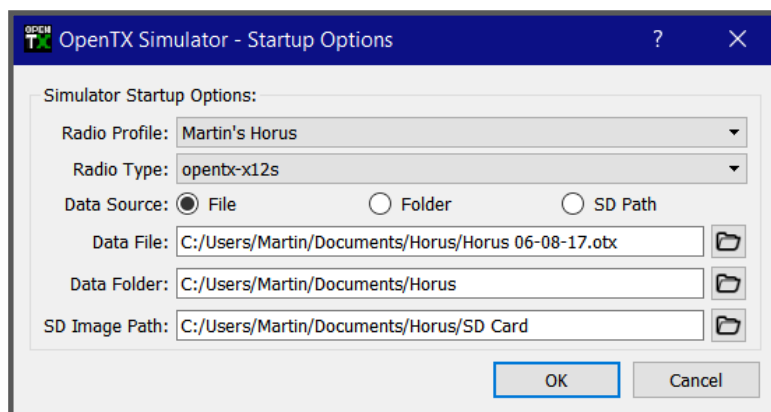 OPEN TX OpenTX Simulator - Startup Options ? X
Simulator Startup Options:
Radio Profile: Martin's Horus
Radio Type: opentx-x12s
Data Source: File Folder SD Path
Data File: C:/Users/Martin/Documents/Horus/Horus 06-08-17.otx
Data Folder: C:/Users/Martin/Documents/Horus
SD Image Path: C:/Users/Martin/Documents/Horus/SD Card
OK Cancel